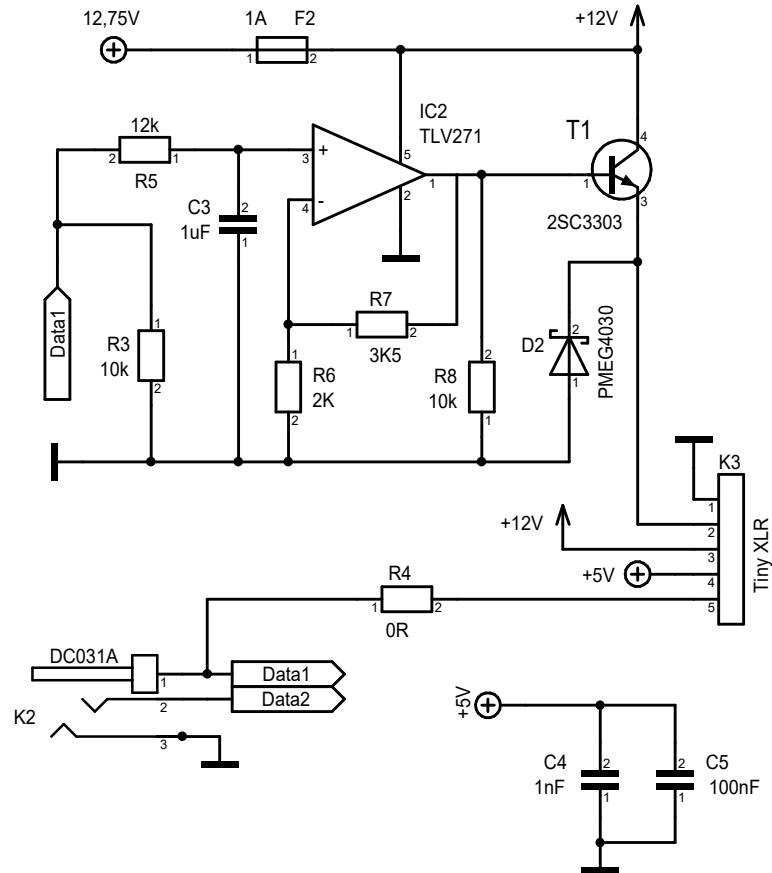 12,75V
1A F2
1 2
+12V
IC2
TLV271
12k
2 1
R5
3 +
5
4 -
2
1
T1
4
1
3
2SC3303
C3
1uF
2
1
Data1
R3
10k
1
2
R7
1 2
3K5
R6
2K
1
2
R8
10k
2
1
D2
2
1
PMEG4030
K3
1
2
3
4
5
Tiny XLR
+12V
+5V
R4
1 2
0R
DC031A
1
Data1
2
Data2
K2
3
+5V
C4
1nF
2
1
C5
100nF
2
1